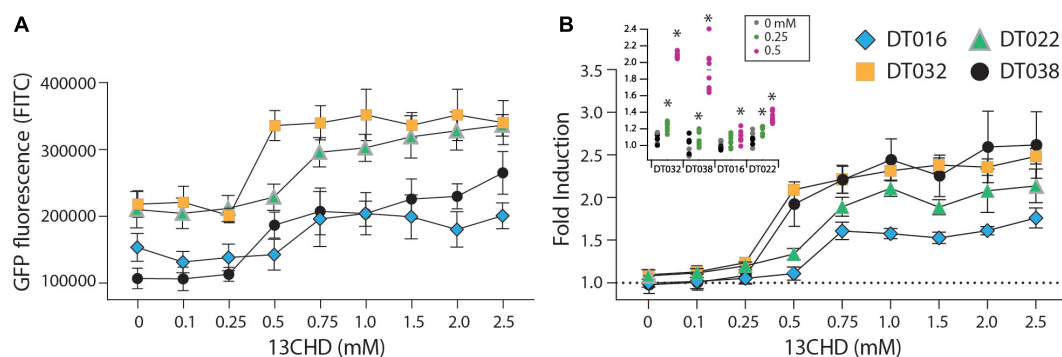 A
GFP fluorescence (FITC)
400000
300000
200000
100000
0 0.1 0.25 0.5 0.75 1.0 1.5 2.0 2.5
13CHD (mM)
B
Fold Induction
3.5
3.0
2.5
2.0
1.5
1.0
0 0.1 0.25 0.5 0.75 1.0 1.5 2.0 2.5
13CHD (mM)
2.4
2.2
2.0
1.8
1.6
1.4
1.2
1.0
* * * * * * *
DT032 DT038 DT016 DT022
0 mM
0.25
0.5
DT016 DT022
DT032 DT038